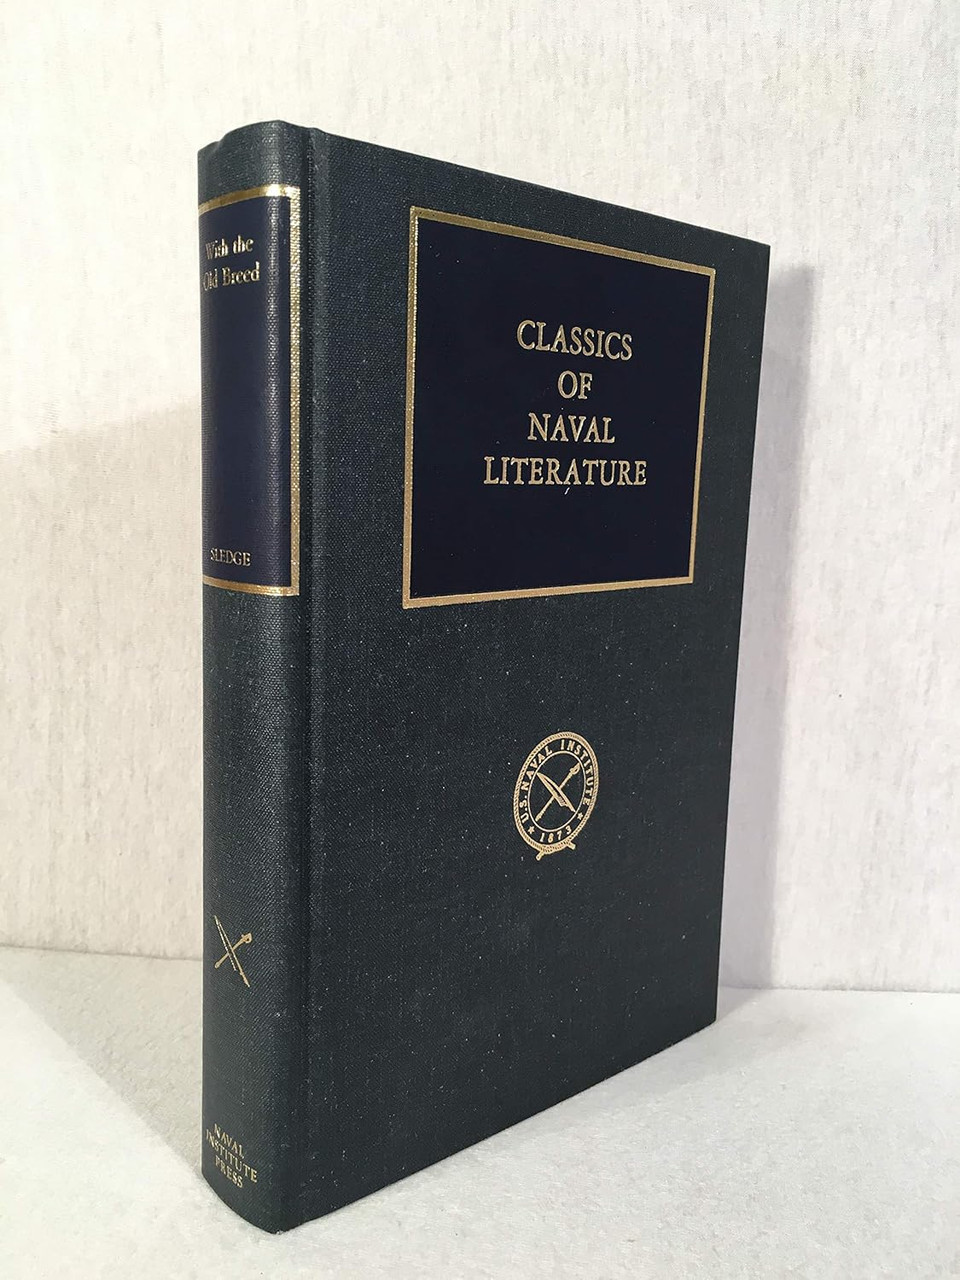 With the
Old Breed
SLEDGE
NAVAL
INSTITUTE
PRESS
CLASSICS
OF
NAVAL
LITERATURE
U.S. NAVAL INSTITUTE
1873